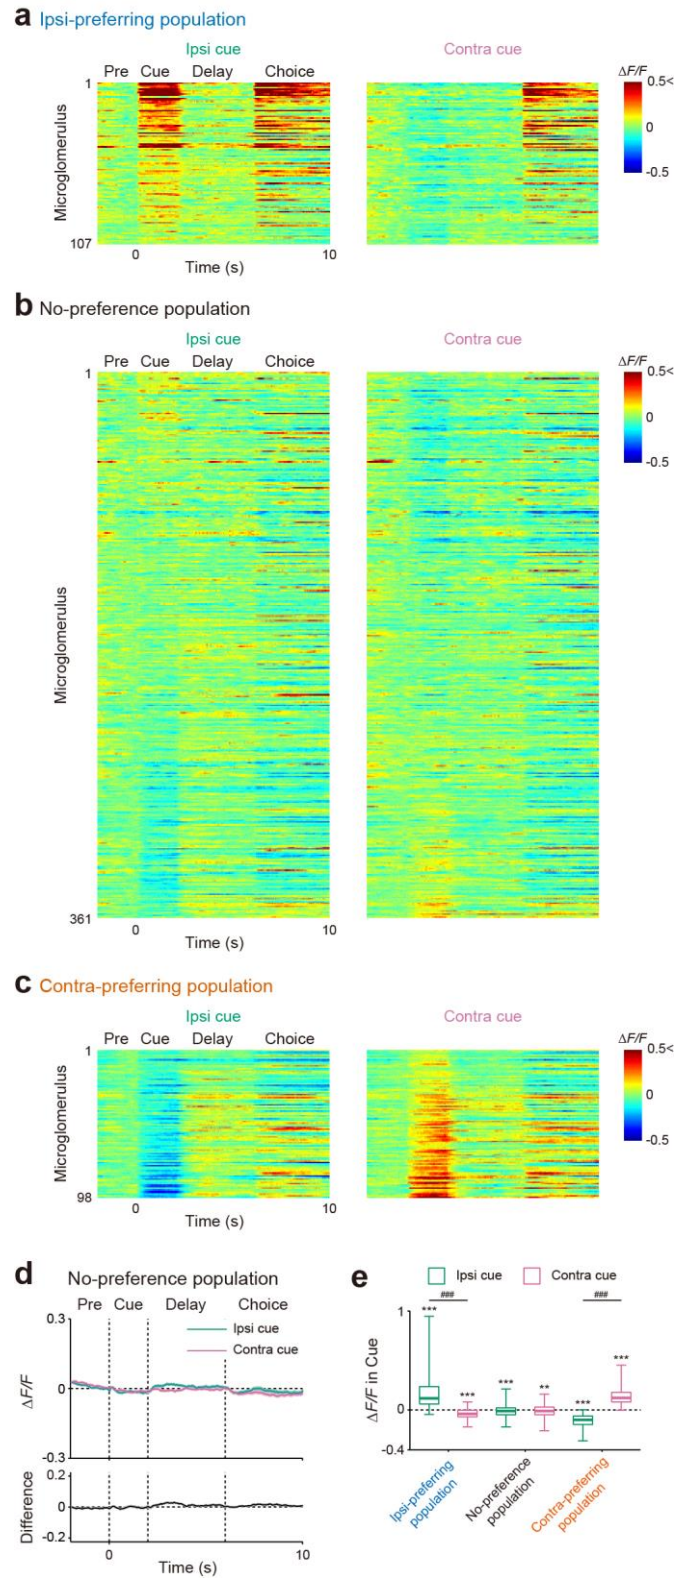 a Ipsi-preferring population
Ipsi cue
Contra cue
Pre Cue Delay Choice
ΔF/F
1
0.5<
0
-0.5
Microglomerulus
107
0
10
Time (s)
b No-preference population
Ipsi cue
Contra cue
Pre Cue Delay Choice
ΔF/F
1
0.5<
0
-0.5
Microglomerulus
361
0
10
Time (s)
c Contra-preferring population
Ipsi cue
Contra cue
Pre Cue Delay Choice
ΔF/F
1
0.5<
0
-0.5
Microglomerulus
98
0
10
Time (s)
d No-preference population
Pre Cue Delay Choice
0.3
Ipsi cue
Contra cue
ΔF/F
0
-0.3
0.2
Difference
0
-0.2
0
10
Time (s)
e
Ipsi cue
Contra cue
###
###
1
***
***
***
**
***
***
ΔF/F in Cue
0
-0.4
Ipsi-preferring
population
No-preference
population
Contra-preferring
population